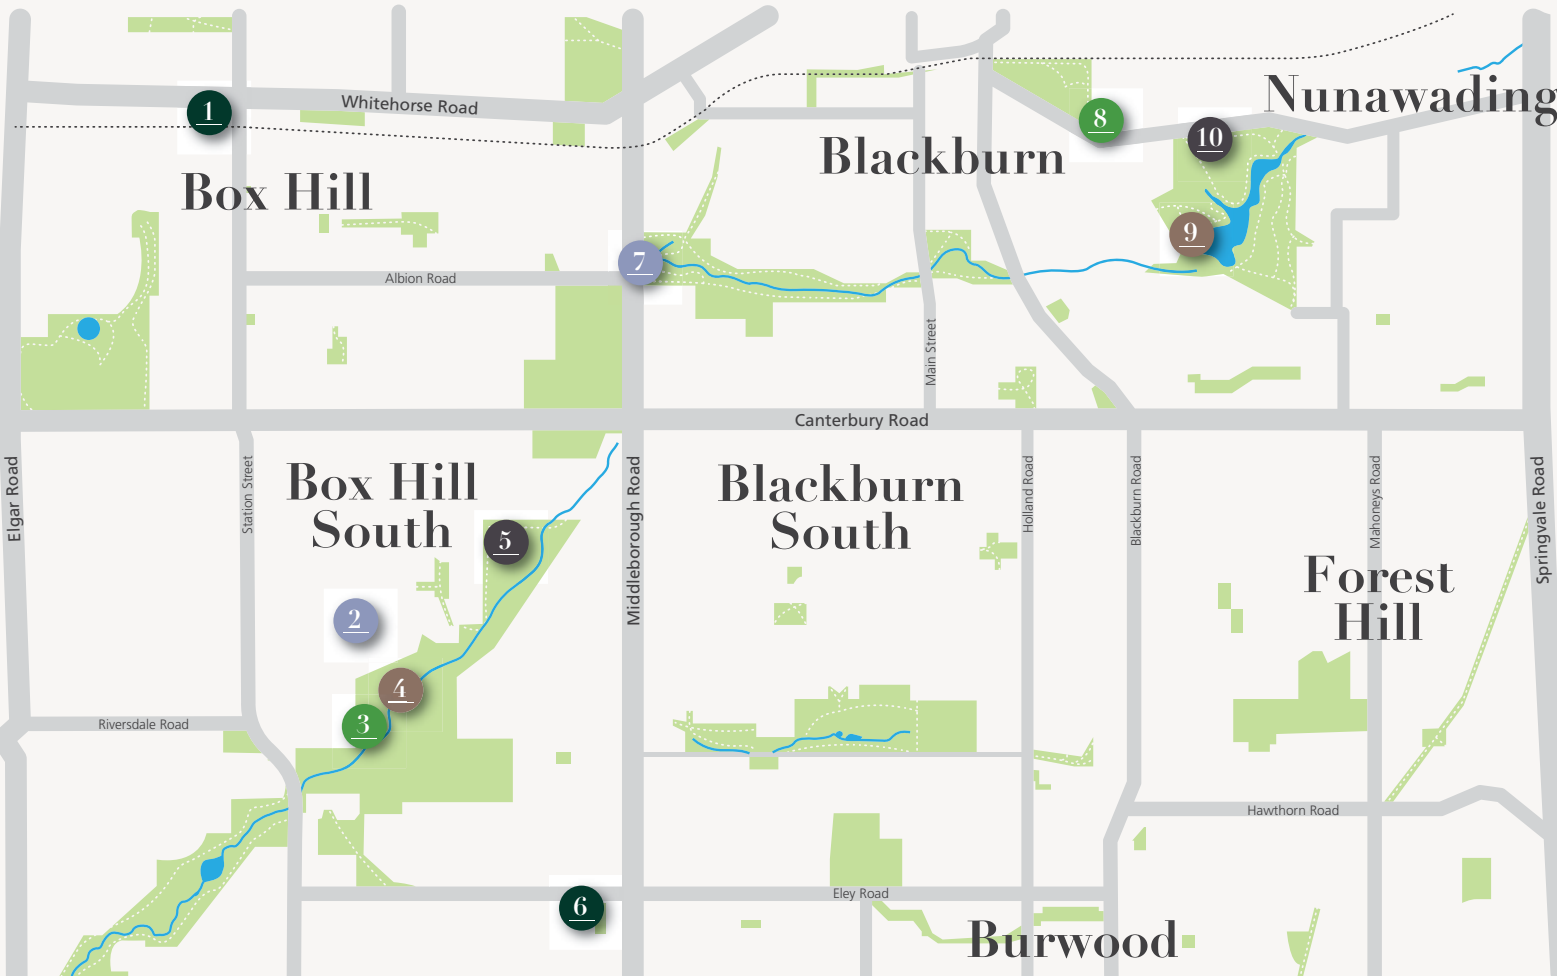 Nunawading
Whitehorse Road
1
8
10
Blackburn
Box Hill
9
7
Albion Road
Main Street
Canterbury Road
Elgar Road
Station Street
Box Hill
South
Middleborough Road
Blackburn
South
Holland Road
Blackburn Road
Mahoneys Road
Springvale Road
5
Forest
Hill
2
4
3
Riversdale Road
Hawthorn Road
Eley Road
6
Burwood